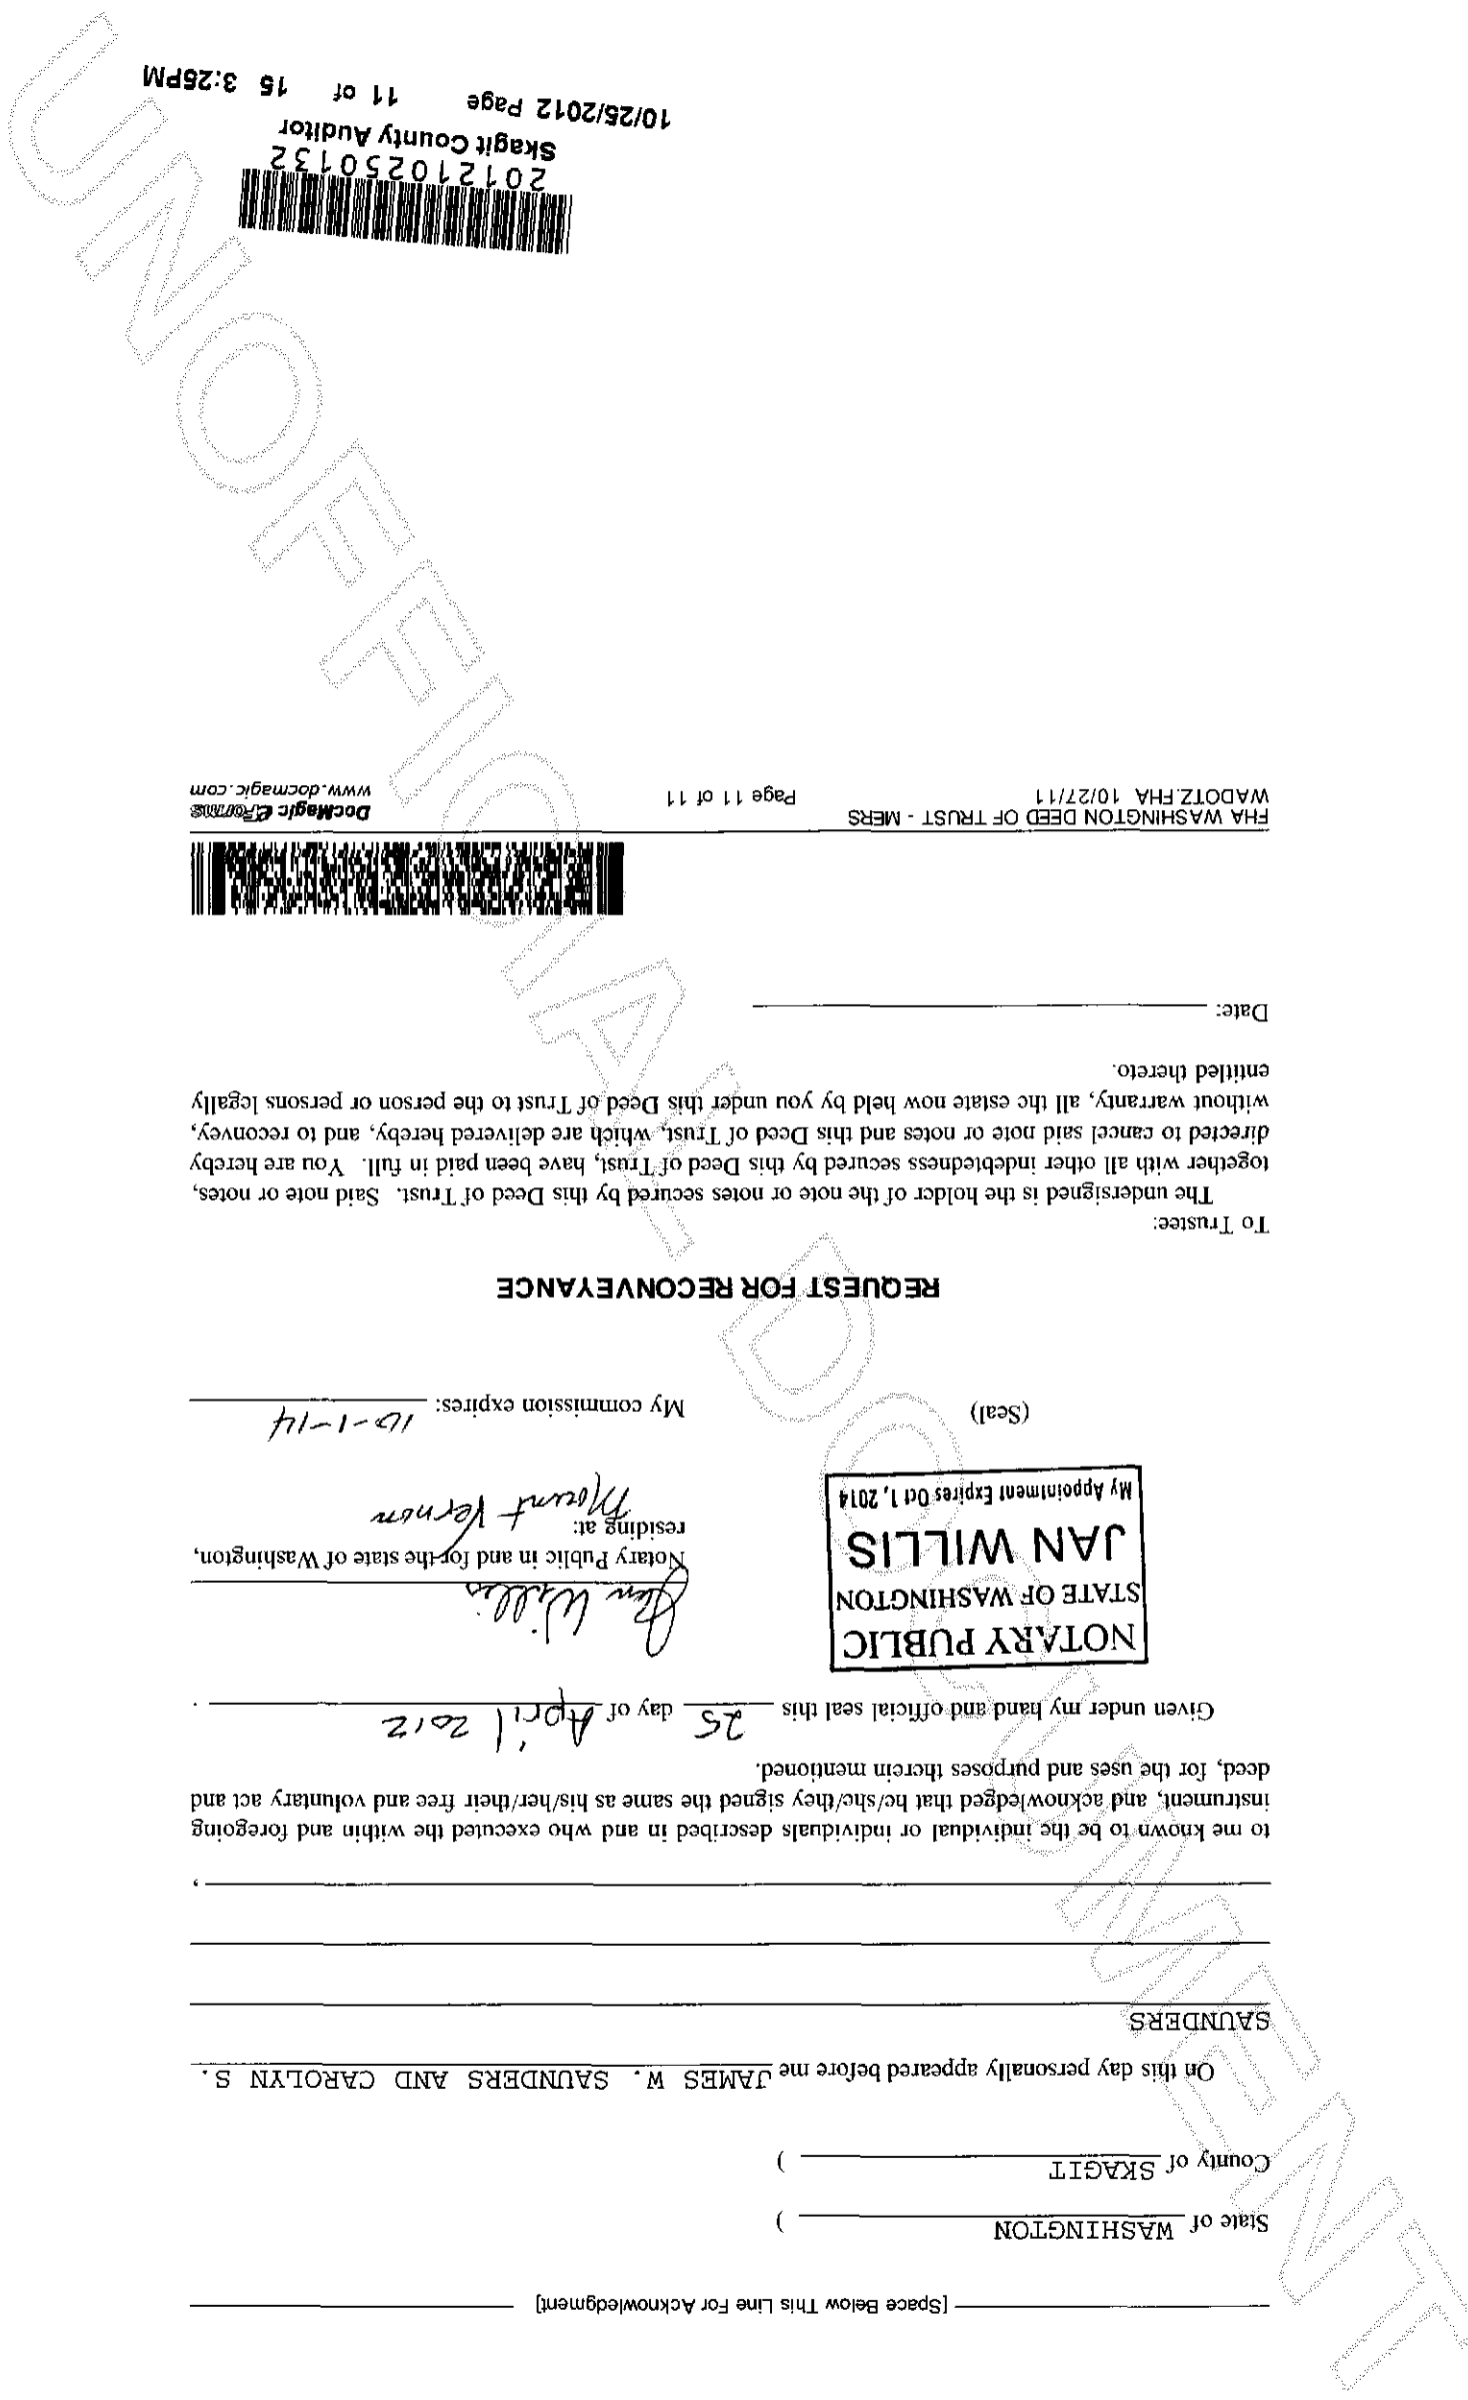 [Space Below This Line For Acknowledgment]
State of WASHINGTON )
County of SKAGIT )
On this day personally appeared before me JAMES W. SAUNDERS AND CAROLYN S.
SAUNDERS
,
to me known to be the individual or individuals described in and who executed the within and foregoing
instrument, and acknowledged that he/she/they signed the same as his/her/their free and voluntary act and
deed, for the uses and purposes therein mentioned.
Given under my hand and official seal this 25 day of April 2012 .
NOTARY PUBLIC
STATE OF WASHINGTON
JAN WILLIS
My Appointment Expires Oct 1, 2014
(Seal)
Jan Willis
Notary Public in and for the state of Washington,
residing at:
Mount Vernon
My commission expires: 10-1-14
REQUEST FOR RECONVEYANCE
To Trustee:
The undersigned is the holder of the note or notes secured by this Deed of Trust. Said note or notes,
together with all other indebtedness secured by this Deed of Trust, have been paid in full. You are hereby
directed to cancel said note or notes and this Deed of Trust, which are delivered hereby, and to reconvey,
without warranty, all the estate now held by you under this Deed of Trust to the person or persons legally
entitled thereto.
Date:
FHA WASHINGTON DEED OF TRUST - MERS
WADOTZ.FHA 10/27/11
Page 11 of 11
DocMagic eForms
www.docmagic.com
201210250132
Skagit County Auditor
10/25/2012 Page 11 of 15 3:25PM
UNOFFICIAL DOCUMENT